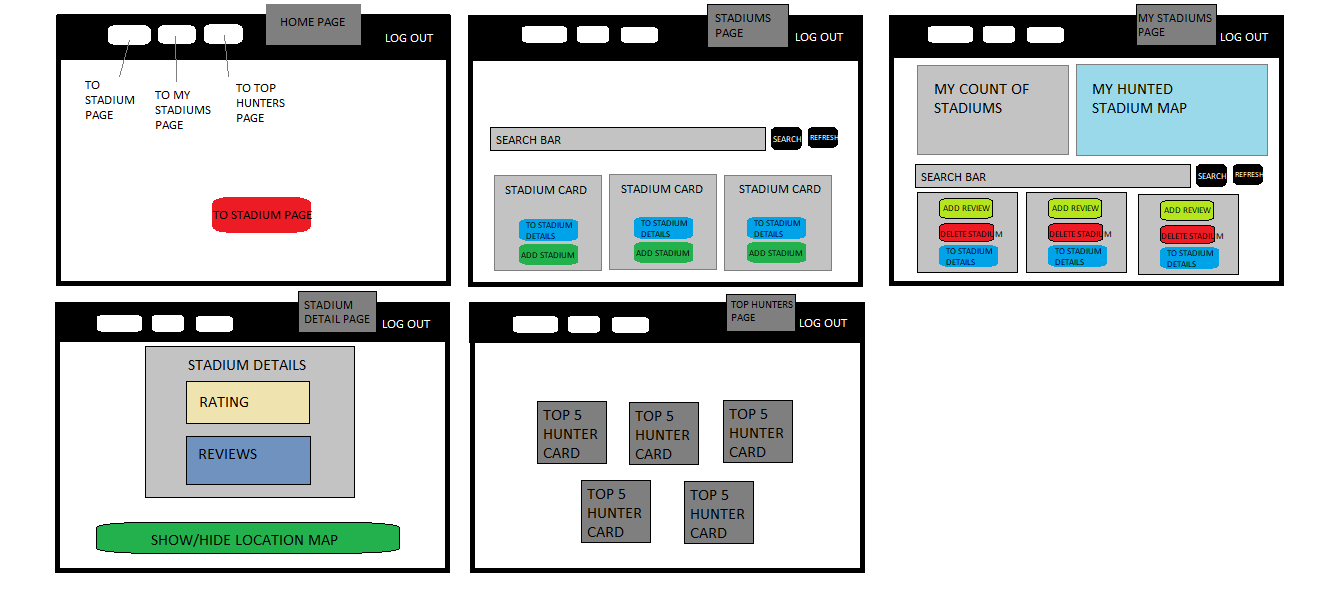 HOME PAGE
LOG OUT
TO
STADIUM
PAGE
TO MY
STADIUMS
PAGE
TO TOP
HUNTERS
PAGE
TO STADIUM PAGE
STADIUMS
PAGE
LOG OUT
SEARCH BAR
SEARCH
REFRESH
STADIUM CARD
TO STADIUM
DETAILS
ADD STADIUM
STADIUM CARD
TO STADIUM
DETAILS
ADD STADIUM
STADIUM CARD
TO STADIUM
DETAILS
ADD STADIUM
MY STADIUMS
PAGE
LOG OUT
MY COUNT OF
STADIUMS
MY HUNTED
STADIUM MAP
SEARCH BAR
SEARCH
REFRESH
ADD REVIEW
DELETE STADIUM
TO STADIUM
DETAILS
ADD REVIEW
DELETE STADIUM
TO STADIUM
DETAILS
ADD REVIEW
DELETE STADIUM
TO STADIUM
DETAILS
STADIUM
DETAIL PAGE
LOG OUT
STADIUM DETAILS
RATING
REVIEWS
SHOW/HIDE LOCATION MAP
TOP HUNTERS
PAGE
LOG OUT
TOP 5
HUNTER
CARD
TOP 5
HUNTER
CARD
TOP 5
HUNTER
CARD
TOP 5
HUNTER
CARD
TOP 5
HUNTER
CARD